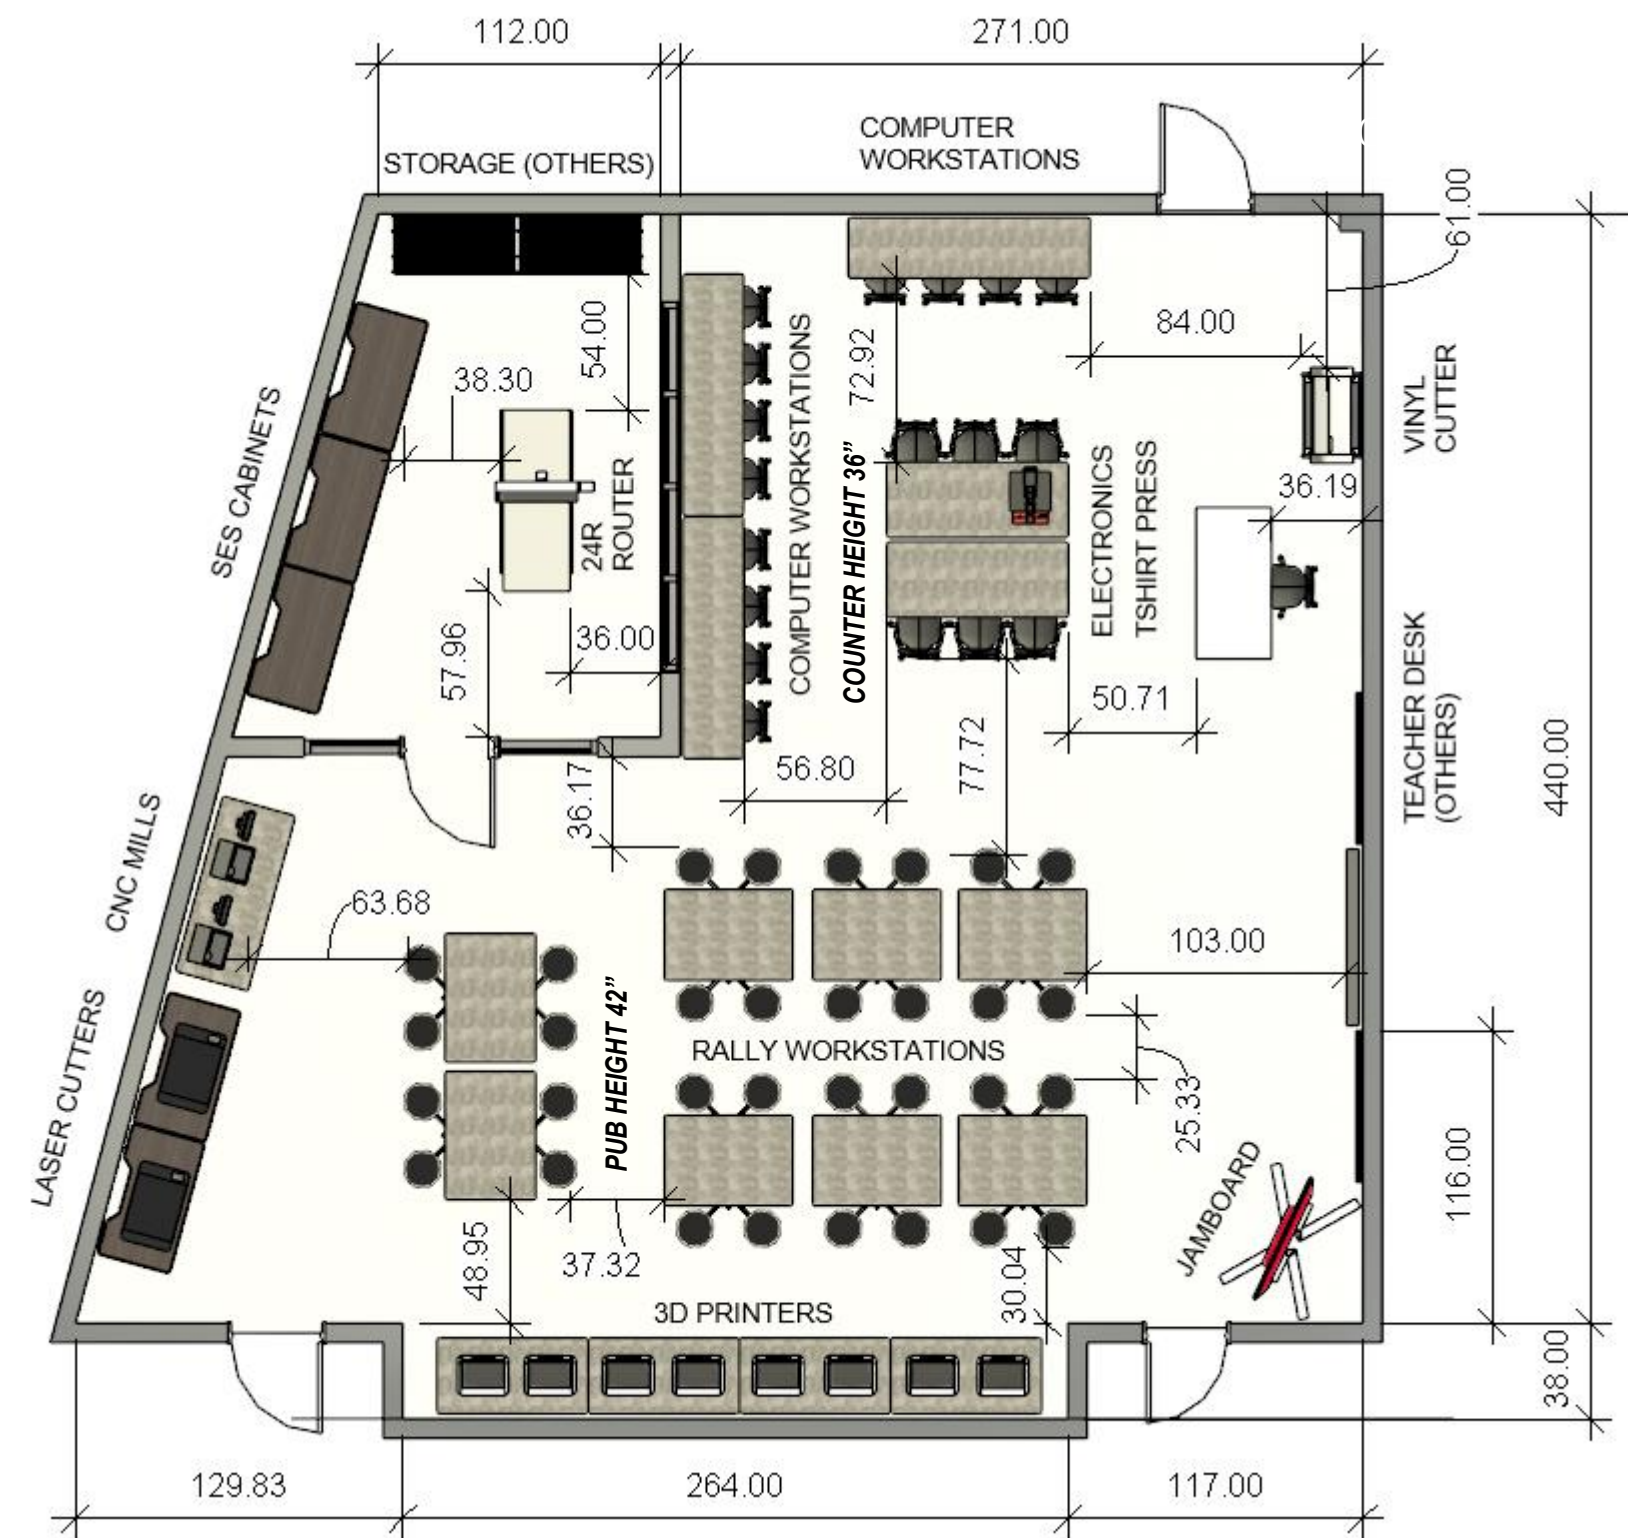 112.00
271.00
COMPUTER
WORKSTATIONS
STORAGE (OTHERS)
61.00
54.00
38.30
72.92
84.00
VINYL
CUTTER
SES CABINETS
24R
ROUTER
COMPUTER WORKSTATIONS
COUNTER HEIGHT 36”
ELECTRONICS
TSHIRT PRESS
36.19
57.96
36.00
50.71
TEACHER DESK
(OTHERS)
440.00
56.80
77.72
36.17
CNC MILLS
63.68
103.00
LASER CUTTERS
PUB HEIGHT 42”
RALLY WORKSTATIONS
25.33
116.00
JAMBOARD
48.95
37.32
30.04
3D PRINTERS
38.00
129.83
264.00
117.00